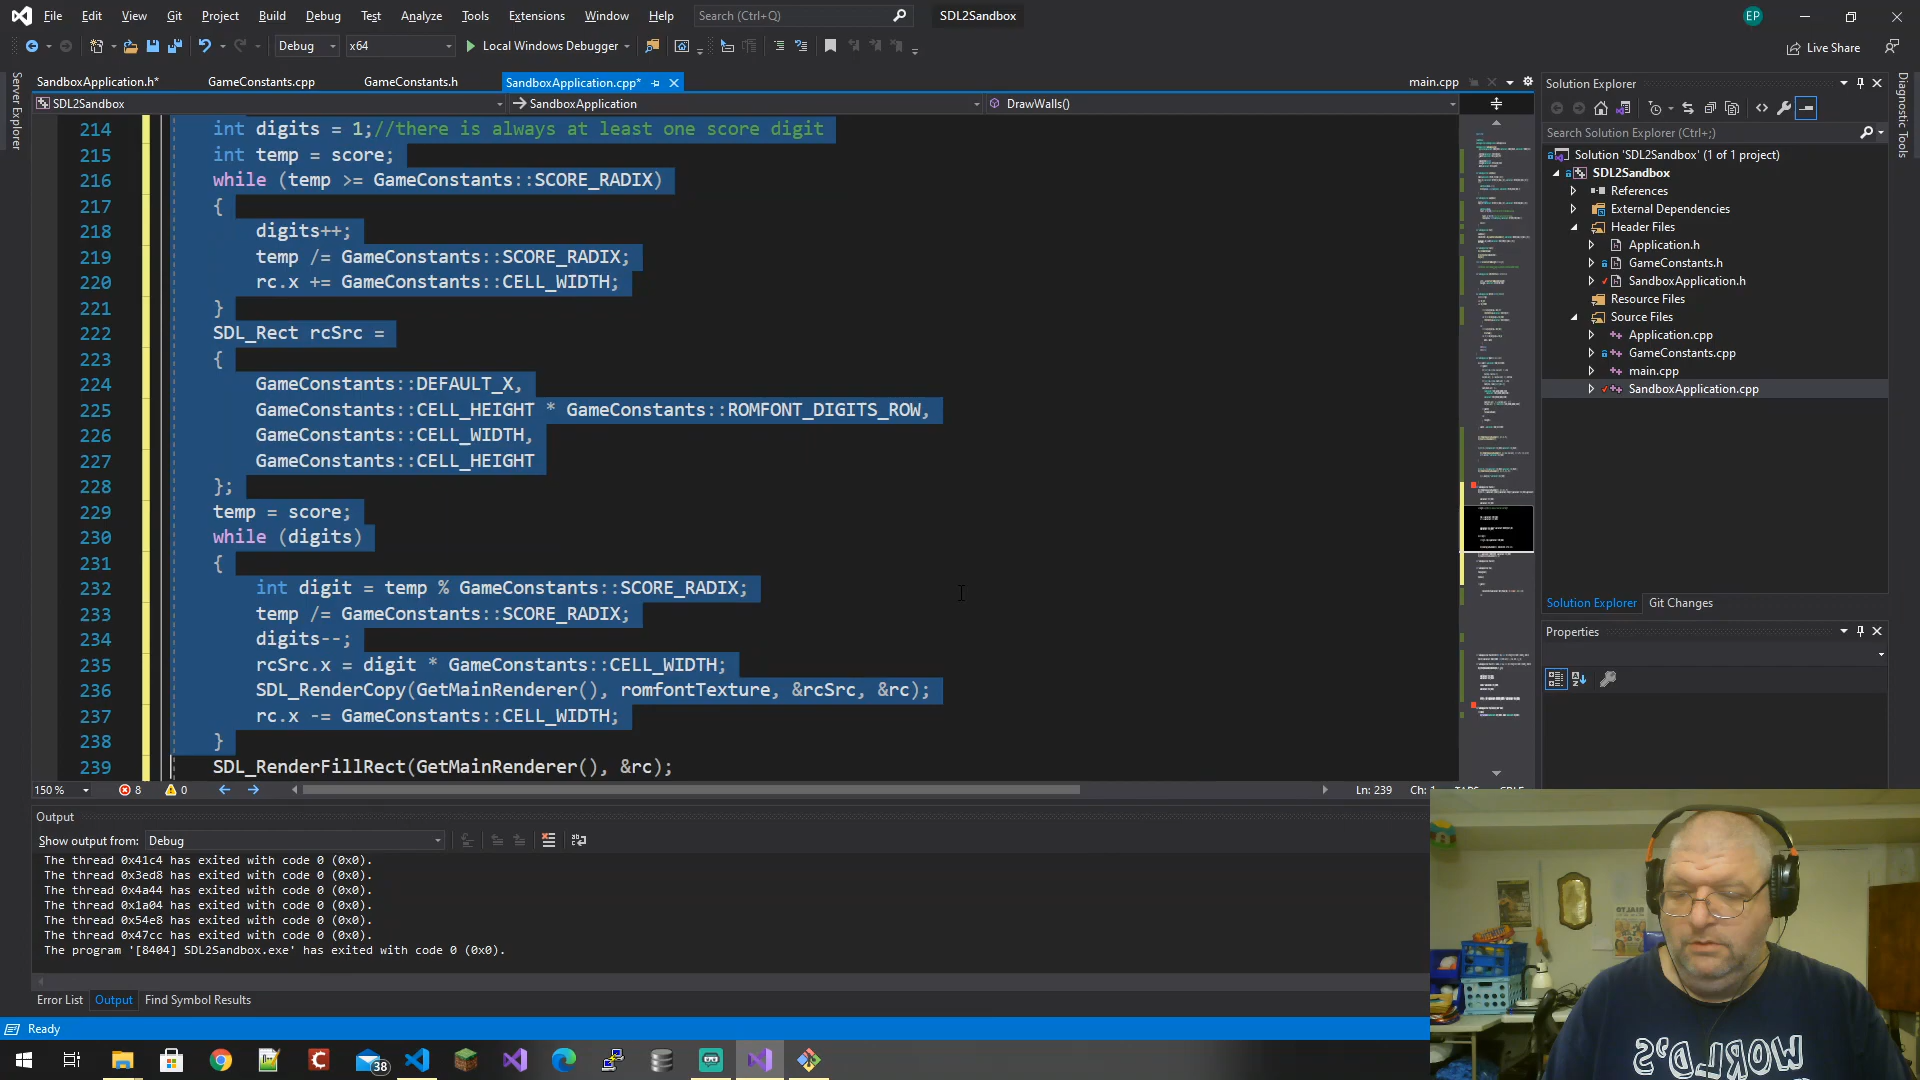 File Edit View Git Project Build Debug Test Analyze Tools Extensions Window Help Search (Ctrl+Q) SDL2Sandbox EP
Debug x64 Local Windows Debugger Live Share
SandboxApplication.h* GameConstants.cpp GameConstants.h SandboxApplication.cpp* main.cpp
SDL2Sandbox SandboxApplication DrawWalls()
Server Explorer
Diagnostic Tools
214 int digits = 1;//there is always at least one score digit
215 int temp = score;
216 while (temp >= GameConstants::SCORE_RADIX)
217 {
218 digits++;
219 temp /= GameConstants::SCORE_RADIX;
220 rc.x += GameConstants::CELL_WIDTH;
221 }
222 SDL_Rect rcSrc =
223 {
224 GameConstants::DEFAULT_X,
225 GameConstants::CELL_HEIGHT * GameConstants::ROMFONT_DIGITS_ROW,
226 GameConstants::CELL_WIDTH,
227 GameConstants::CELL_HEIGHT
228 };
229 temp = score;
230 while (digits)
231 {
232 int digit = temp % GameConstants::SCORE_RADIX;
233 temp /= GameConstants::SCORE_RADIX;
234 digits--;
235 rcSrc.x = digit * GameConstants::CELL_WIDTH;
236 SDL_RenderCopy(GetMainRenderer(), romfontTexture, &rcSrc, &rc);
237 rc.x -= GameConstants::CELL_WIDTH;
238 }
239 SDL_RenderFillRect(GetMainRenderer(), &rc);
150 % 8 0 Ln: 239
Solution Explorer
Search Solution Explorer (Ctrl+;)
Solution 'SDL2Sandbox' (1 of 1 project)
SDL2Sandbox
References
External Dependencies
Header Files
Application.h
GameConstants.h
SandboxApplication.h
Resource Files
Source Files
Application.cpp
GameConstants.cpp
main.cpp
SandboxApplication.cpp
Solution Explorer Git Changes
Properties
Output
Show output from: Debug
The thread 0x41c4 has exited with code 0 (0x0).
The thread 0x3ed8 has exited with code 0 (0x0).
The thread 0x4a44 has exited with code 0 (0x0).
The thread 0x1a04 has exited with code 0 (0x0).
The thread 0x54e8 has exited with code 0 (0x0).
The thread 0x47cc has exited with code 0 (0x0).
The program '[8404] SDL2Sandbox.exe' has exited with code 0 (0x0).
Error List Output Find Symbol Results
Ready
38
WORLD'S